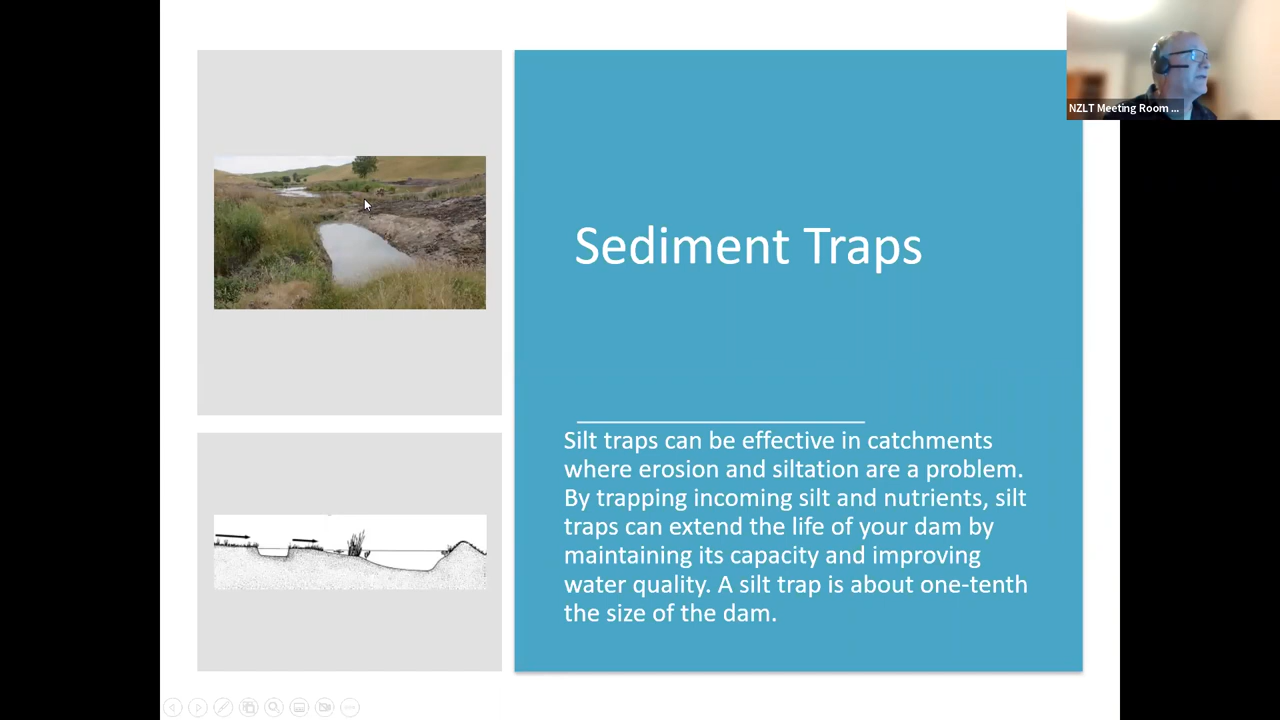 NZLT Meeting Room ...
Sediment Traps
Silt traps can be effective in catchments
where erosion and siltation are a problem.
By trapping incoming silt and nutrients, silt
traps can extend the life of your dam by
maintaining its capacity and improving
water quality. A silt trap is about one-tenth
the size of the dam.